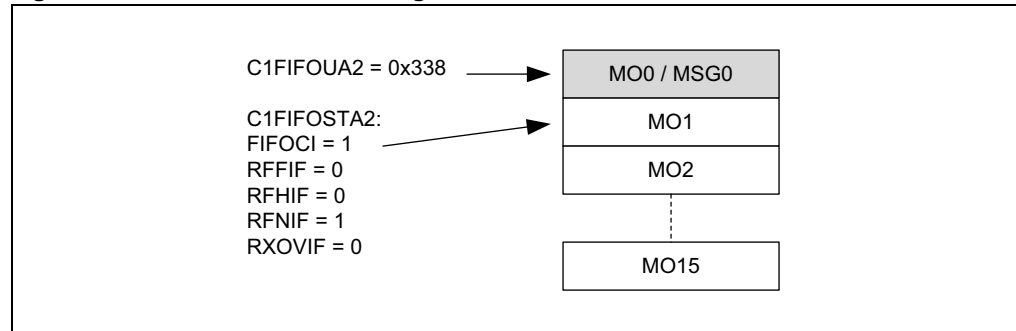 C1FIFOUA2 = 0x338
C1FIFOSTA2:
FIFOCI = 1
RFFIF = 0
RFHIF = 0
RFNIF = 1
RXOVIF = 0
MO0 / MSG0
MO1
MO2
MO15